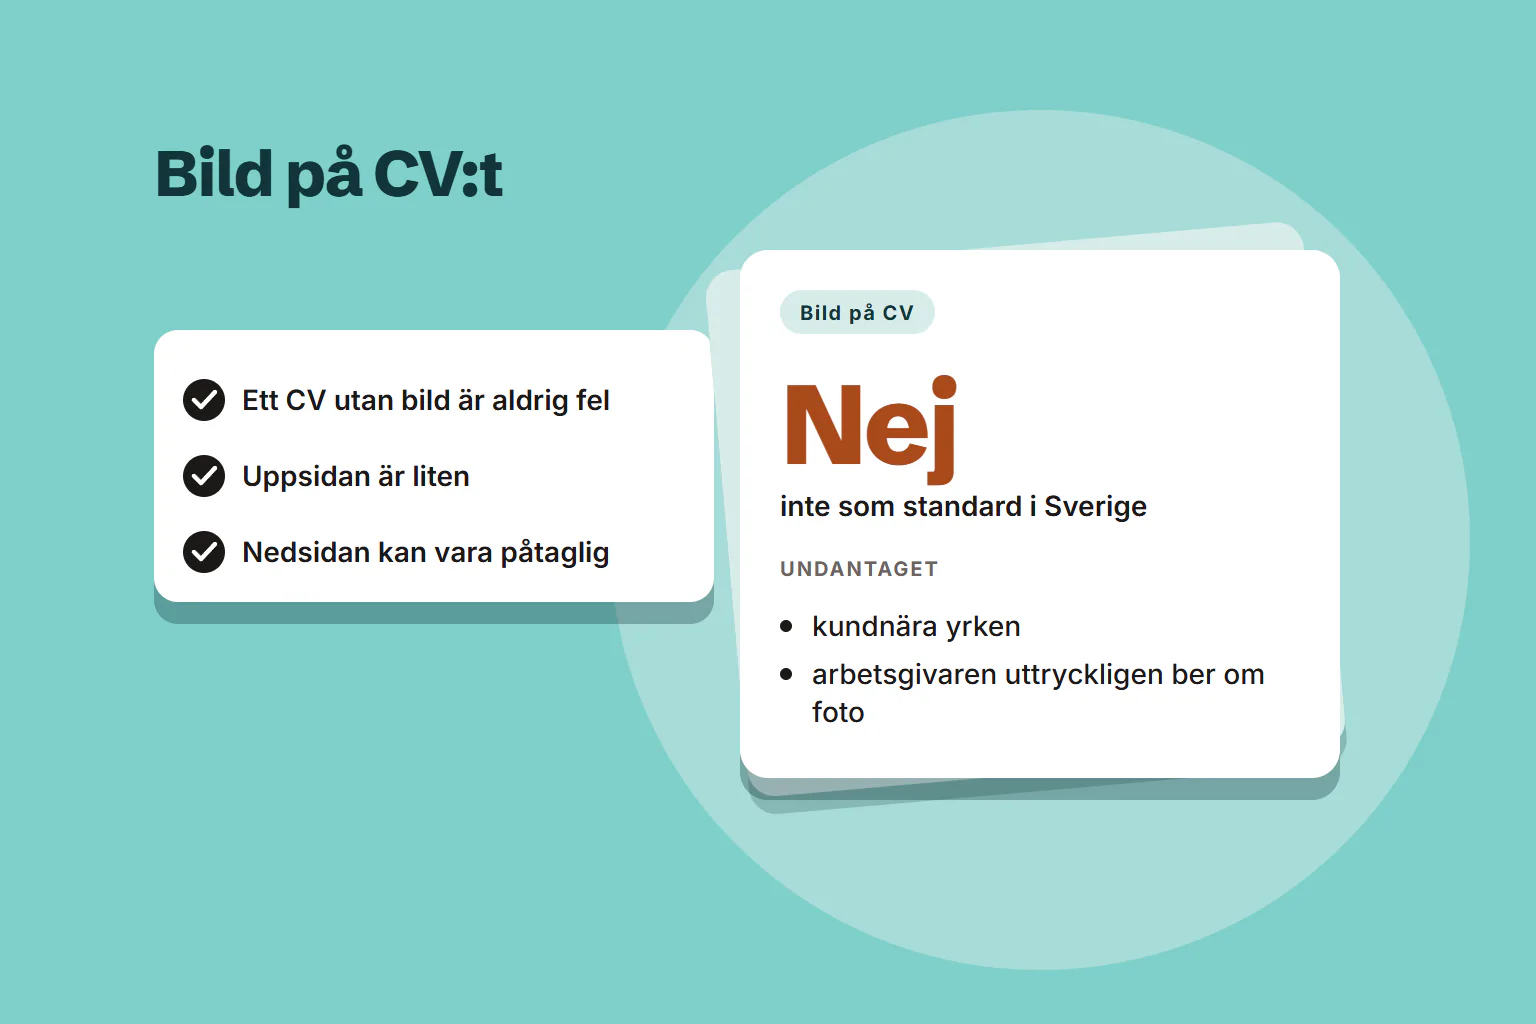 Bild på CV:t
Ett CV utan bild är aldrig fel
Uppsidan är liten
Nedsidan kan vara påtaglig
Bild på CV
Nej
inte som standard i Sverige
UNDANTAGET
kundnära yrken
arbetsgivaren uttryckligen ber om
foto